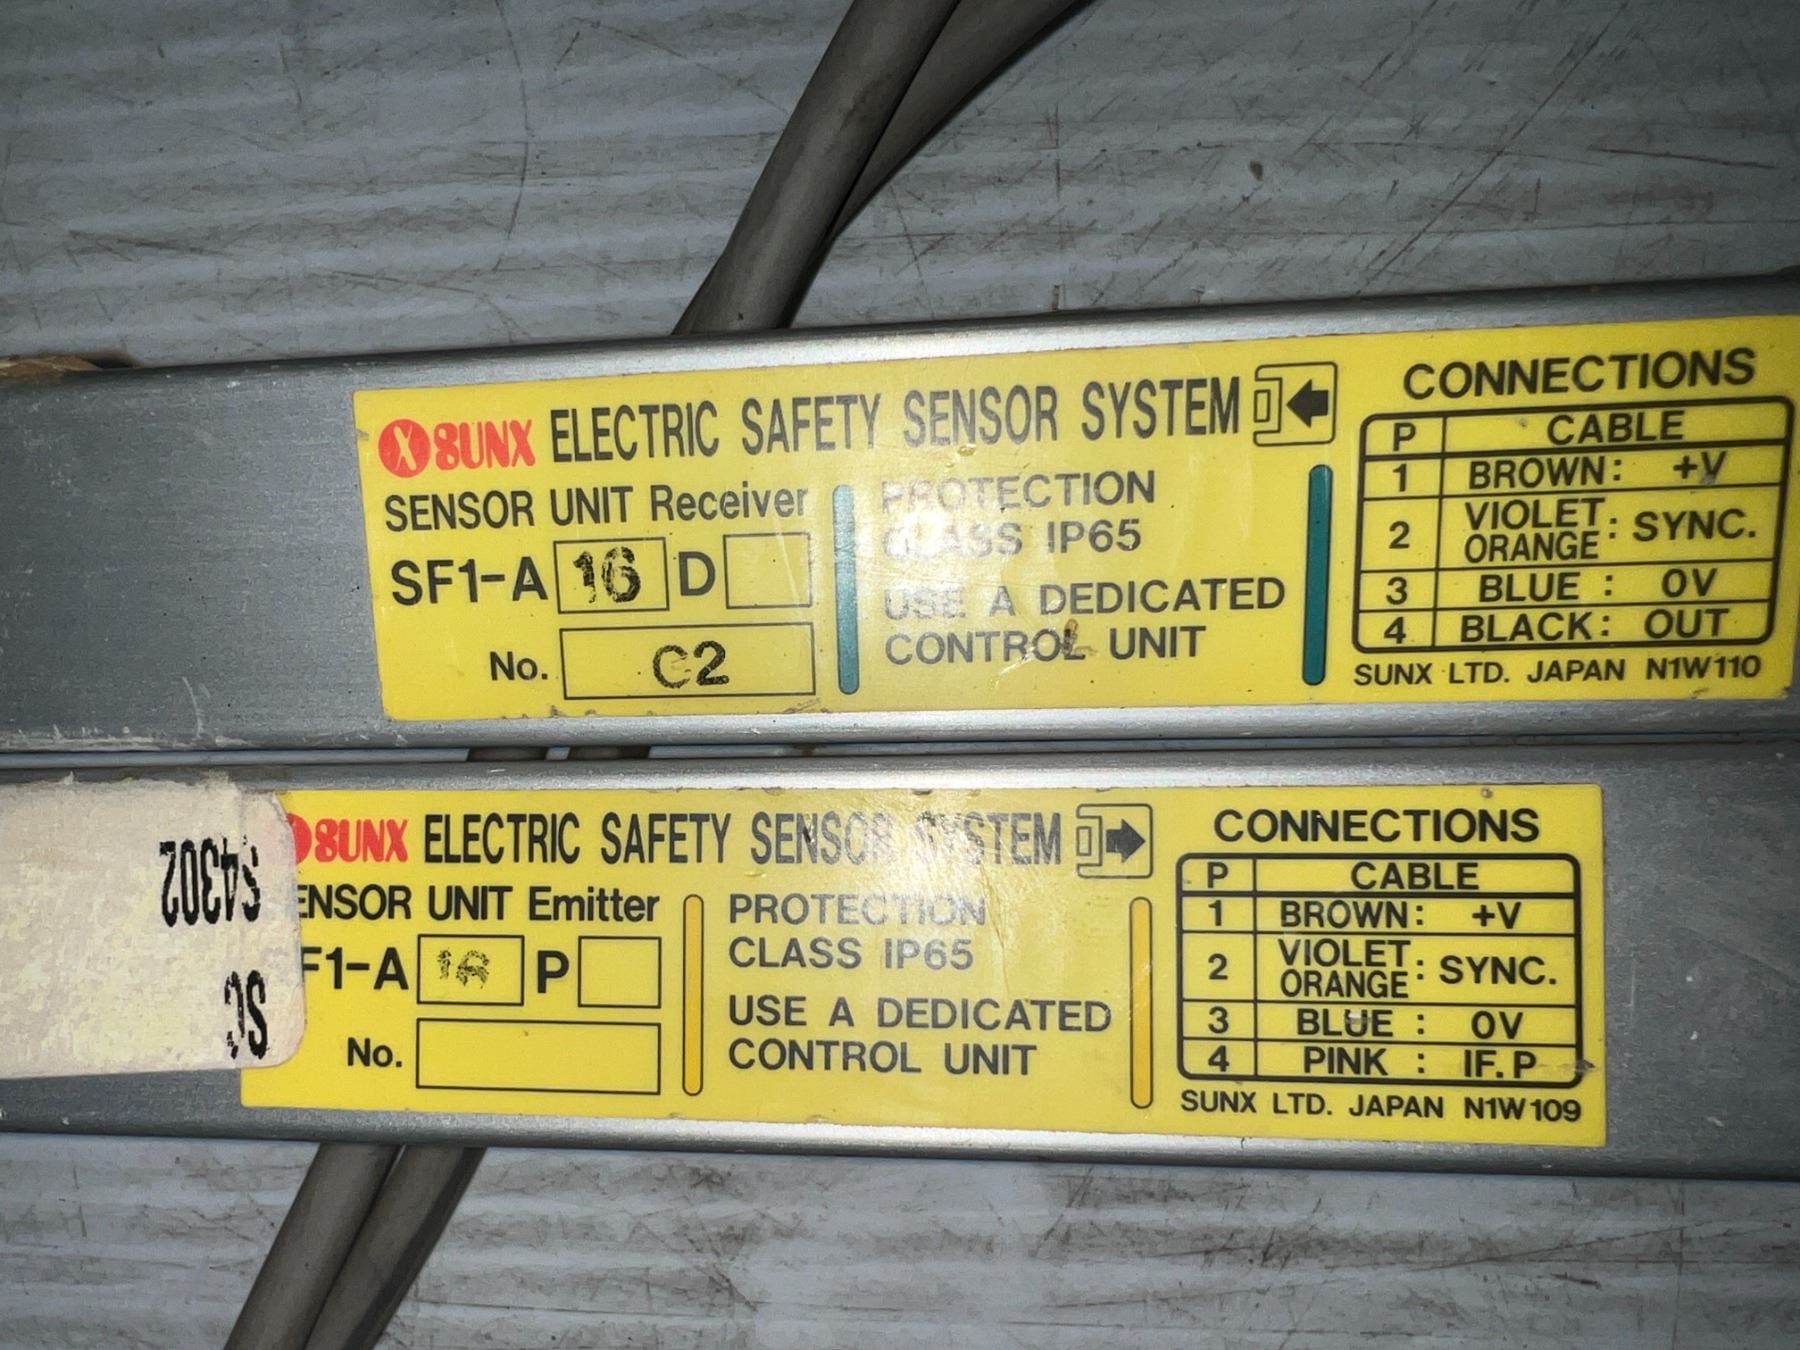 SUNX ELECTRIC SAFETY SENSOR SYSTEM
SENSOR UNIT Receiver
SF1-A 16 D
No. C2
PROTECTION
CLASS IP65
USE A DEDICATED
CONTROL UNIT
CONNECTIONS
P CABLE
1 BROWN: +V
2 VIOLET ORANGE: SYNC.
3 BLUE : 0V
4 BLACK: OUT
SUNX LTD. JAPAN N1W110
S4302
SC
SUNX ELECTRIC SAFETY SENSOR SYSTEM
ENSOR UNIT Emitter
F1-A 16 P
No.
PROTECTION
CLASS IP65
USE A DEDICATED
CONTROL UNIT
CONNECTIONS
P CABLE
1 BROWN: +V
2 VIOLET ORANGE: SYNC.
3 BLUE : 0V
4 PINK : IF.P
SUNX LTD. JAPAN N1W109